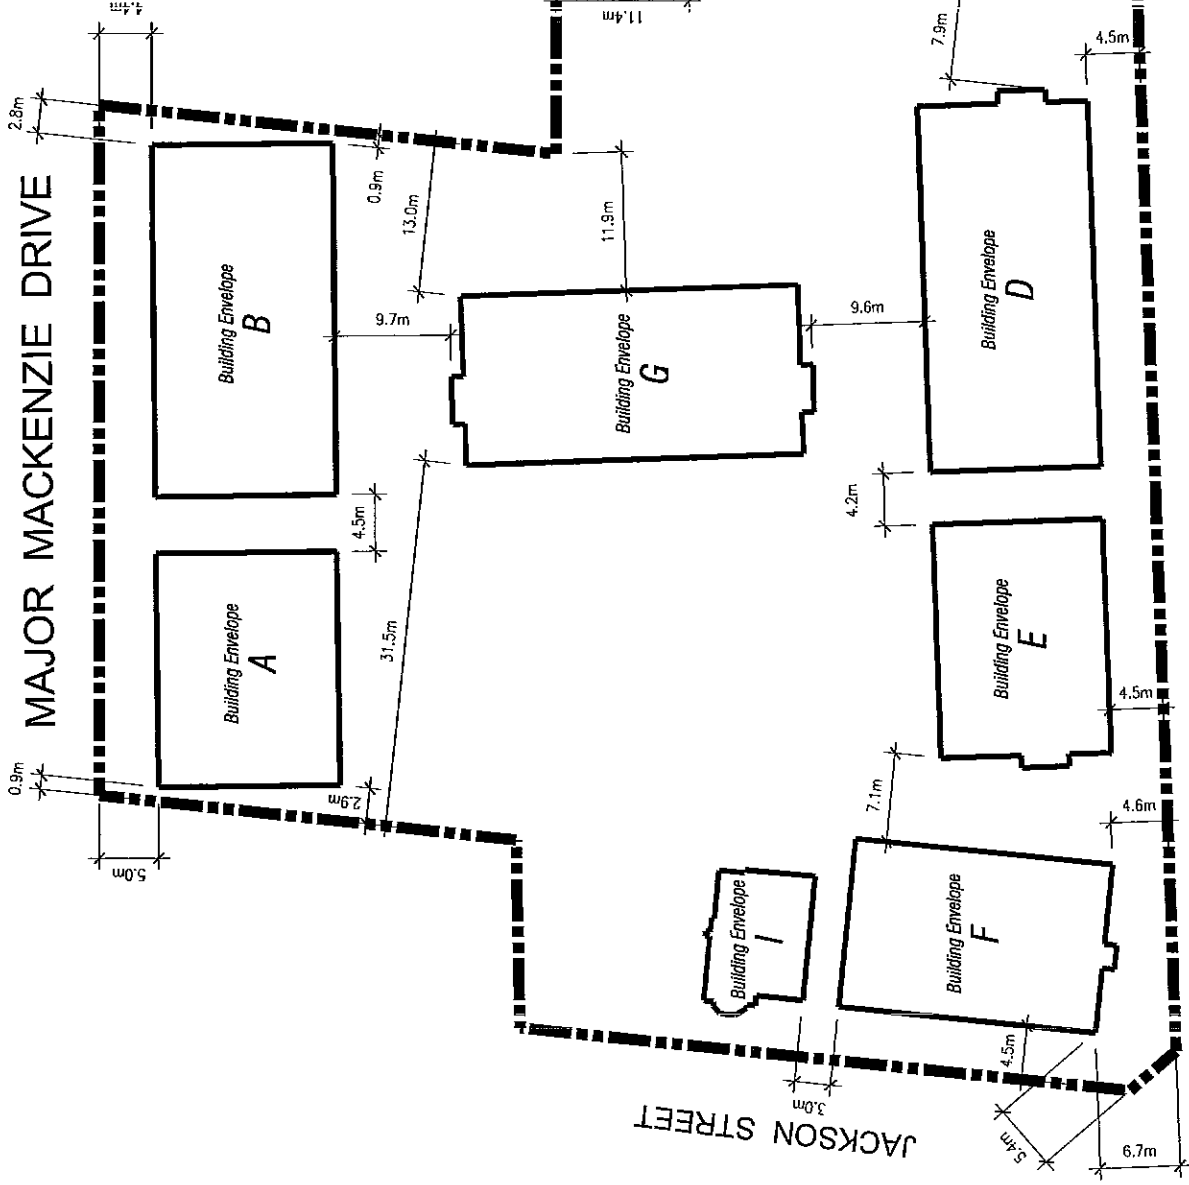 4.4m
11.4m
7.9m
4.5m
2.8m
MAJOR MACKENZIE DRIVE
0.9m
13.0m
11.9m
Building Envelope
B
9.7m
Building Envelope
G
9.6m
Building Envelope
D
4.5m
4.2m
Building Envelope
A
31.5m
Building Envelope
E
4.5m
0.9m
2.9m
7.1m
4.6m
5.0m
Building Envelope
I
Building Envelope
F
4.5m
3.0m
JACKSON STREET
5.4m
6.7m